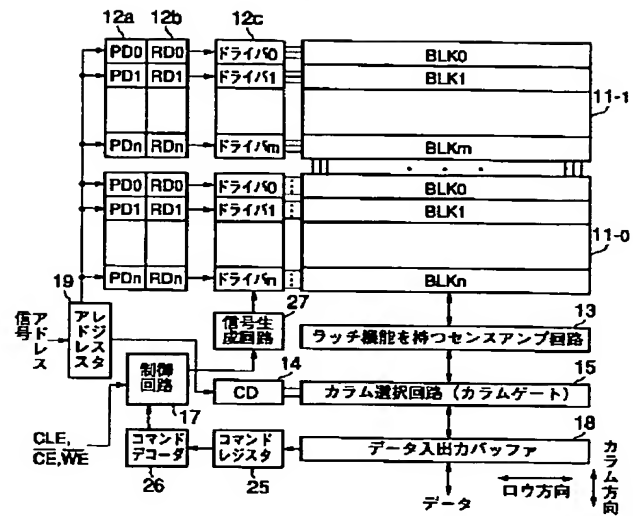 12a 12b 12c
PD0 RD0 ドライバ0 BLK0
PD1 RD1 ドライバ1 BLK1
11-1
PDn RDn ドライバm BLKm
PD0 RD0 ドライバ0 BLK0
PD1 RD1 ドライバ1 BLK1
11-0
PDn RDn ドライバn BLKn
19
27
13
アドレス信号
アドレスレジスタ
信号生成回路
ラッチ機能を持つセンスアンプ回路
制御回路
14
15
CD
カラム選択回路(カラムゲート)
17
18
CLE,
CE,WE
コマンドデコーダ
コマンドレジスタ
データ入出力バッファ
カラム方向
26
25
データ
ロウ方向